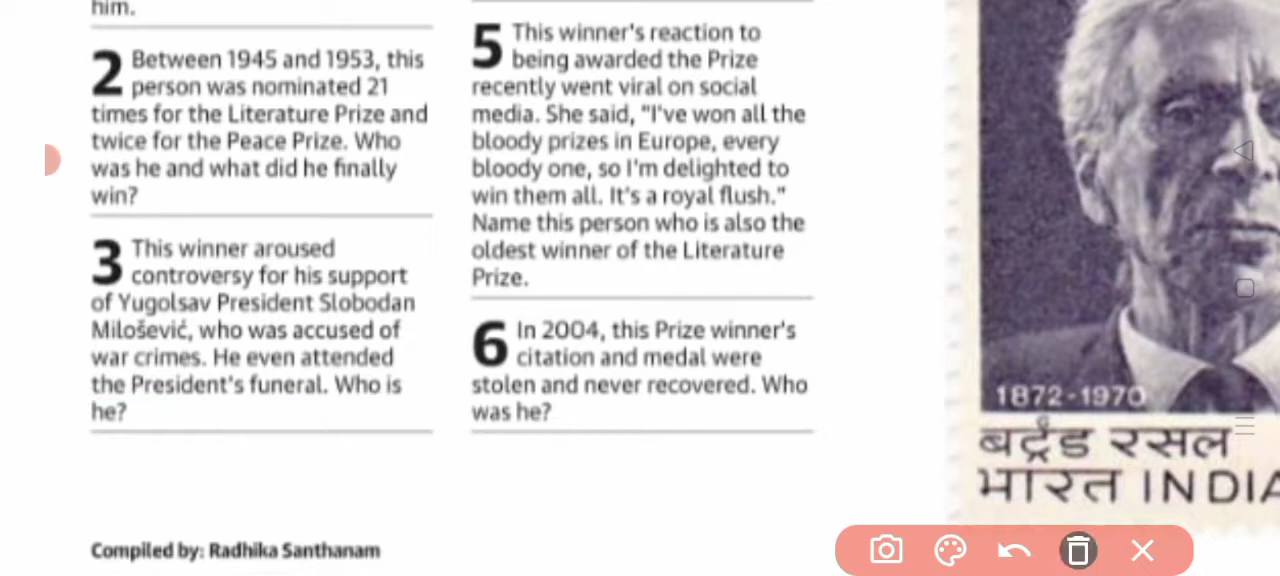 him.
2 Between 1945 and 1953, this
person was nominated 21
times for the Literature Prize and
twice for the Peace Prize. Who
was he and what did he finally
win?
3 This winner aroused
controversy for his support
of Yugolsav President Slobodan
Milošević, who was accused of
war crimes. He even attended
the President's funeral. Who is
he?
Compiled by: Radhika Santhanam
5 This winner's reaction to
being awarded the Prize
recently went viral on social
media. She said, "I've won all the
bloody prizes in Europe, every
bloody one, so I'm delighted to
win them all. It's a royal flush."
Name this person who is also the
oldest winner of the Literature
Prize.
6 In 2004, this Prize winner's
citation and medal were
stolen and never recovered. Who
was he?
1872-1970
बर्ट्रेंड रसल
भारत INDIA